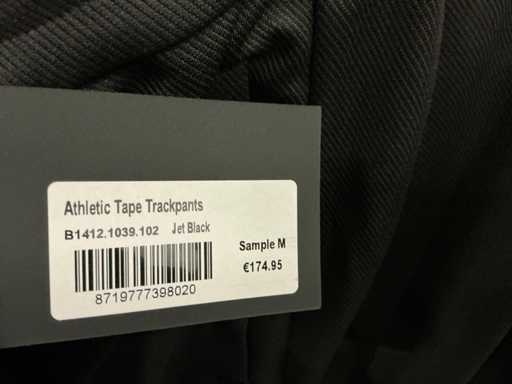 Athletic Tape Trackpants
B1412.1039.102 Jet Black
Sample M
€174.95
8719777398020